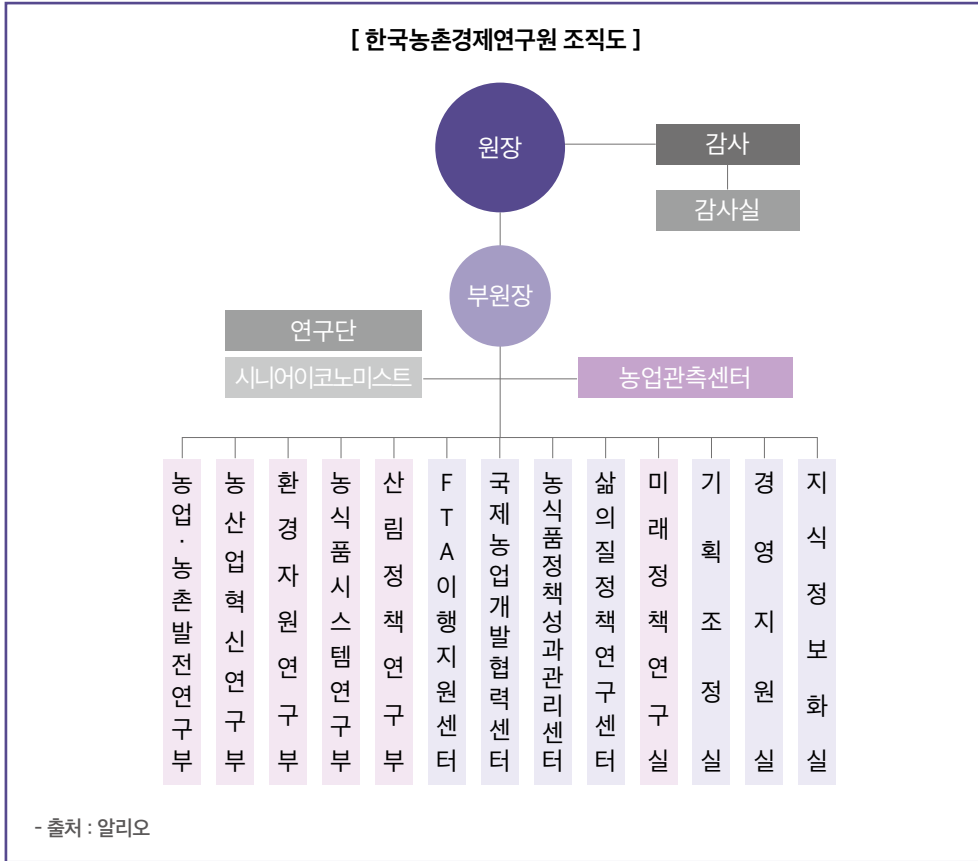 [ 한국농촌경제연구원 조직도 ]
원장
감사
감사실
부원장
연구단
시니어이코노미스트
농업관측센터
농업·농촌발전연구부
농산업혁신연구부
환경자원연구부
농식품시스템연구부
산림정책연구부
FTA이행지원센터
국제농업개발협력센터
농식품정책성과관리센터
삶의질정책연구센터
미래정책연구실
기획조정실
경영지원실
지식정보화실
- 출처 : 알리오